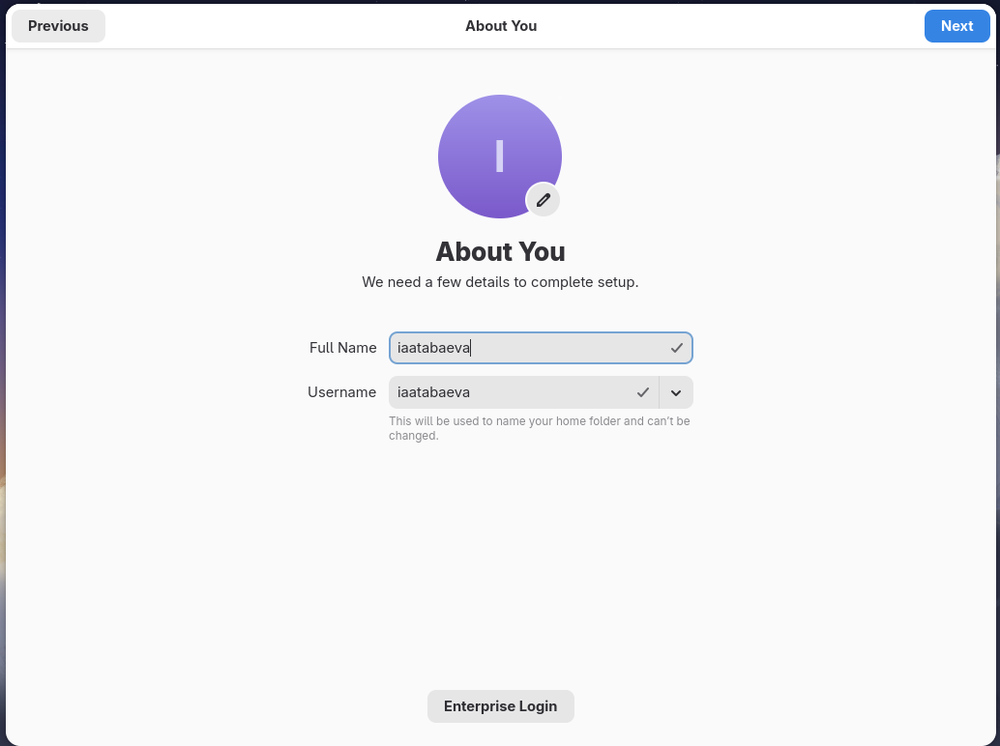 Previous
About You
Next
I
About You
We need a few details to complete setup.
Full Name
iaatabaeva
Username
iaatabaeva
This will be used to name your home folder and can't be
changed.
Enterprise Login